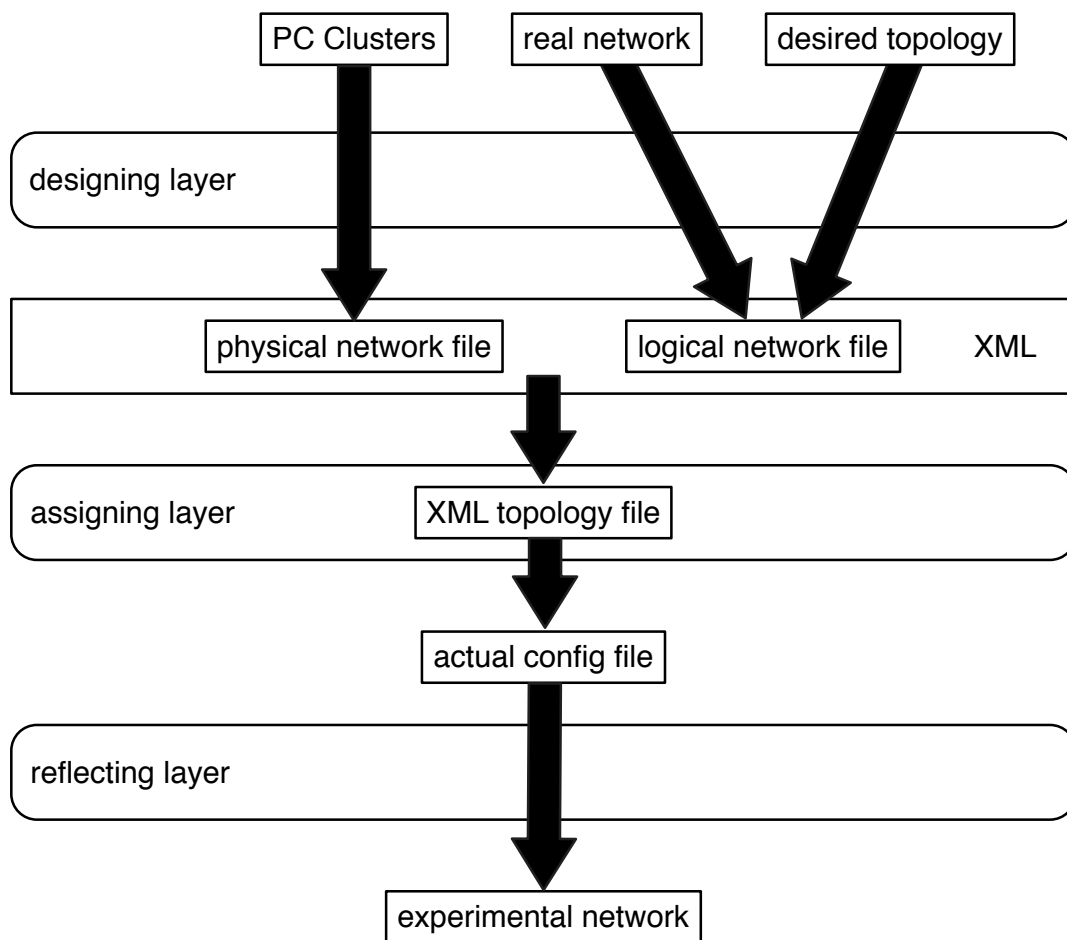 PC Clusters
real network
desired topology
designing layer
physical network file
logical network file
XML
assigning layer
XML topology file
actual config file
reflecting layer
experimental network